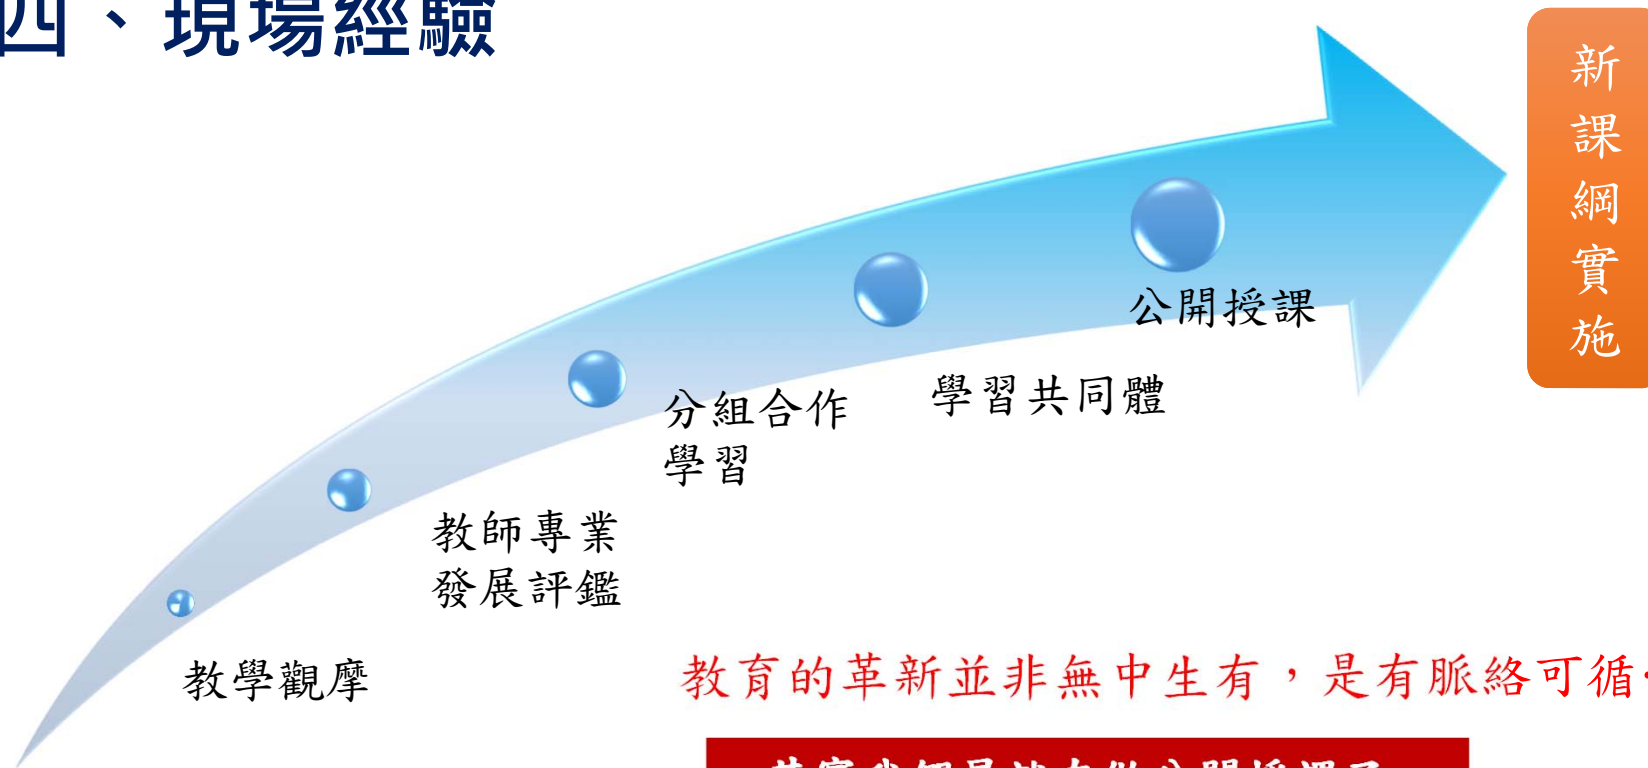 四、現場經驗
新課綱實施
公開授課
學習共同體
分組合作
學習
教師專業
發展評鑑
教學觀摩
教育的革新並非無中生有，是有脈絡可循